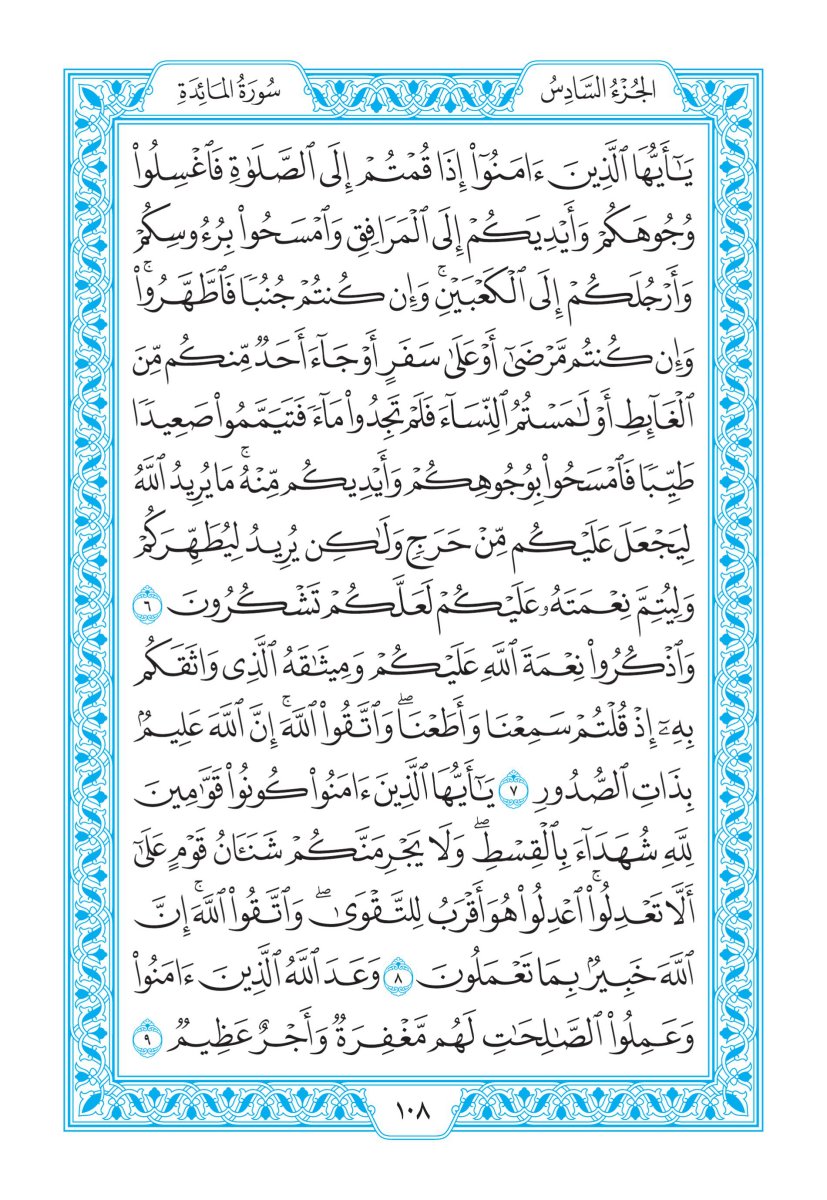 الجُزْءُ السَّادِسُ
سُورَةُ المَائِدَةِ
يَـٰٓأَيُّهَا ٱلَّذِينَ ءَامَنُوٓا۟ إِذَا قُمْتُمْ إِلَى ٱلصَّلَوٰةِ فَٱغْسِلُوا۟
وُجُوهَكُمْ وَأَيْدِيَكُمْ إِلَى ٱلْمَرَافِقِ وَٱمْسَحُوا۟ بِرُءُوسِكُمْ
وَأَرْجُلَكُمْ إِلَى ٱلْكَعْبَيْنِ ۚ وَإِن كُنتُمْ جُنُبًا فَٱطَّهَّرُوا۟ ۚ
وَإِن كُنتُم مَّرْضَىٰٓ أَوْ عَلَىٰ سَفَرٍ أَوْ جَآءَ أَحَدٌ مِّنكُم مِّنَ
ٱلْغَآئِطِ أَوْ لَـٰمَسْتُمُ ٱلنِّسَآءَ فَلَمْ تَجِدُوا۟ مَآءً فَتَيَمَّمُوا۟ صَعِيدًا
طَيِّبًا فَٱمْسَحُوا۟ بِوُجُوهِكُمْ وَأَيْدِيكُم مِّنْهُ ۚ مَا يُرِيدُ ٱللَّهُ
لِيَجْعَلَ عَلَيْكُم مِّنْ حَرَجٍ وَلَـٰكِن يُرِيدُ لِيُطَهِّرَكُمْ
وَلِيُتِمَّ نِعْمَتَهُۥ عَلَيْكُمْ لَعَلَّكُمْ تَشْكُرُونَ ٦
وَٱذْكُرُوا۟ نِعْمَةَ ٱللَّهِ عَلَيْكُمْ وَمِيثَـٰقَهُ ٱلَّذِى وَاثَقَكُم
بِهِۦٓ إِذْ قُلْتُمْ سَمِعْنَا وَأَطَعْنَا ۖ وَٱتَّقُوا۟ ٱللَّهَ ۚ إِنَّ ٱللَّهَ عَلِيمٌۢ
بِذَاتِ ٱلصُّدُورِ ٧ يَـٰٓأَيُّهَا ٱلَّذِينَ ءَامَنُوا۟ كُونُوا۟ قَوَّٰمِينَ
لِلَّهِ شُهَدَآءَ بِٱلْقِسْطِ ۖ وَلَا يَجْرِمَنَّكُمْ شَنَـَٔانُ قَوْمٍ عَلَىٰٓ
أَلَّا تَعْدِلُوا۟ ۚ ٱعْدِلُوا۟ هُوَ أَقْرَبُ لِلتَّقْوَىٰ ۖ وَٱتَّقُوا۟ ٱللَّهَ ۚ إِنَّ
ٱللَّهَ خَبِيرٌۢ بِمَا تَعْمَلُونَ ٨ وَعَدَ ٱللَّهُ ٱلَّذِينَ ءَامَنُوا۟
وَعَمِلُوا۟ ٱلصَّـٰلِحَـٰتِ لَهُم مَّغْفِرَةٌ وَأَجْرٌ عَظِيمٌ ٩
١٠٨